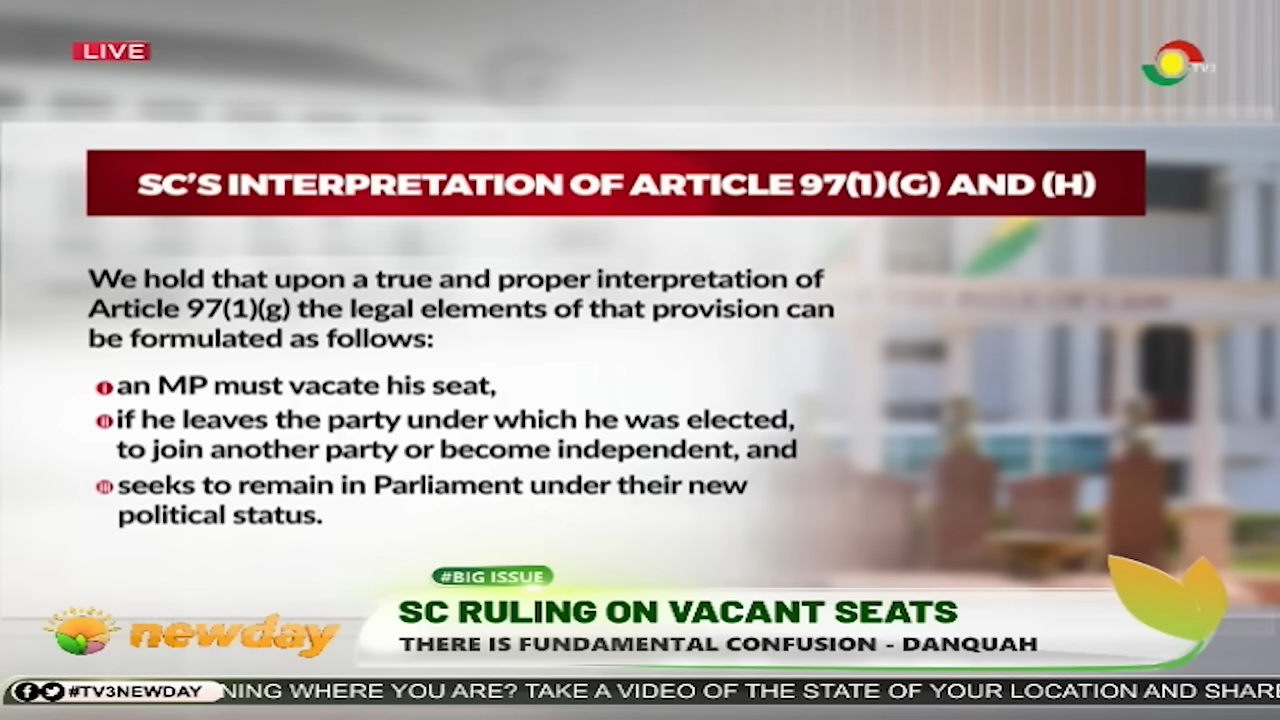 LIVE
TV3
SC'S INTERPRETATION OF ARTICLE 97(1)(G) AND (H)
We hold that upon a true and proper interpretation of
Article 97(1)(g) the legal elements of that provision can
be formulated as follows:
I an MP must vacate his seat,
II if he leaves the party under which he was elected,
to join another party or become independent, and
III seeks to remain in Parliament under their new
political status.
#BIG ISSUE
SC RULING ON VACANT SEATS
THERE IS FUNDAMENTAL CONFUSION - DANQUAH
newday
#TV3NEWDAY
NING WHERE YOU ARE? TAKE A VIDEO OF THE STATE OF YOUR LOCATION AND SHARE